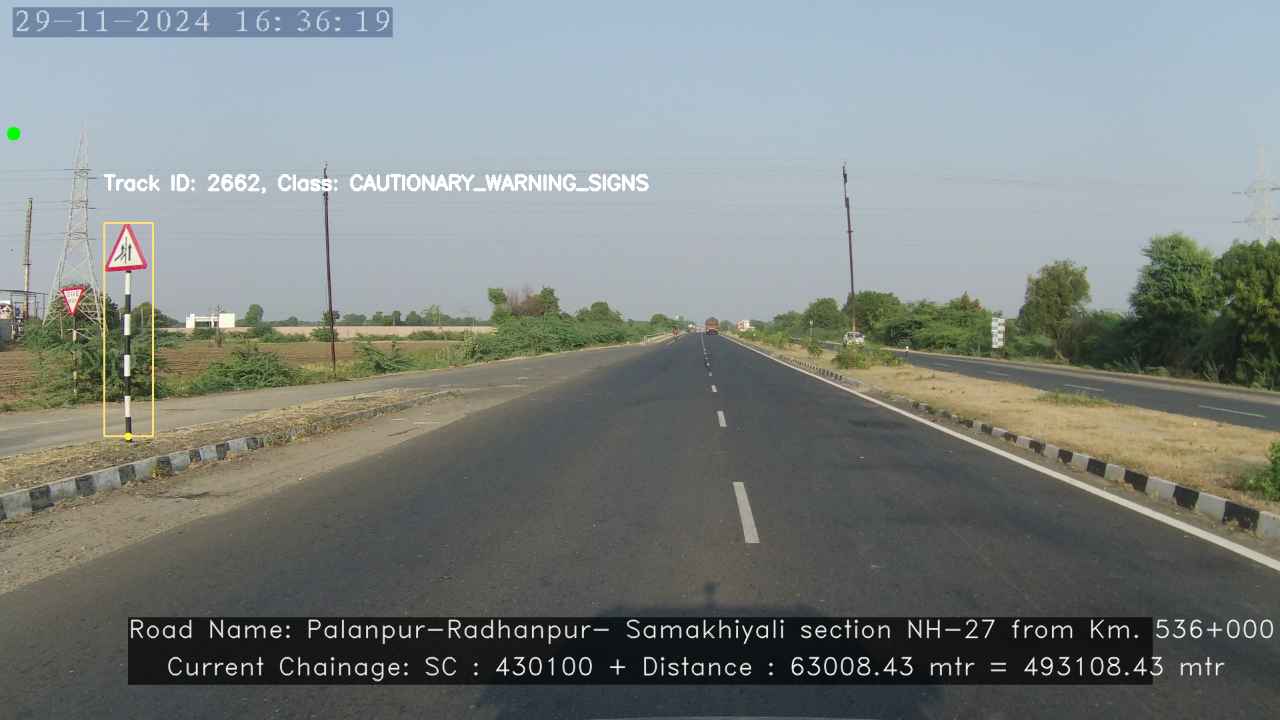 29-11-2024 16:36:19
Track ID: 2662, Class: CAUTIONARY_WARNING_SIGNS
Road Name: Palanpur-Radhanpur- Samakhiyali section NH-27 from Km. 536+000
Current Chainage: SC : 430100 + Distance : 63008.43 mtr = 493108.43 mtr